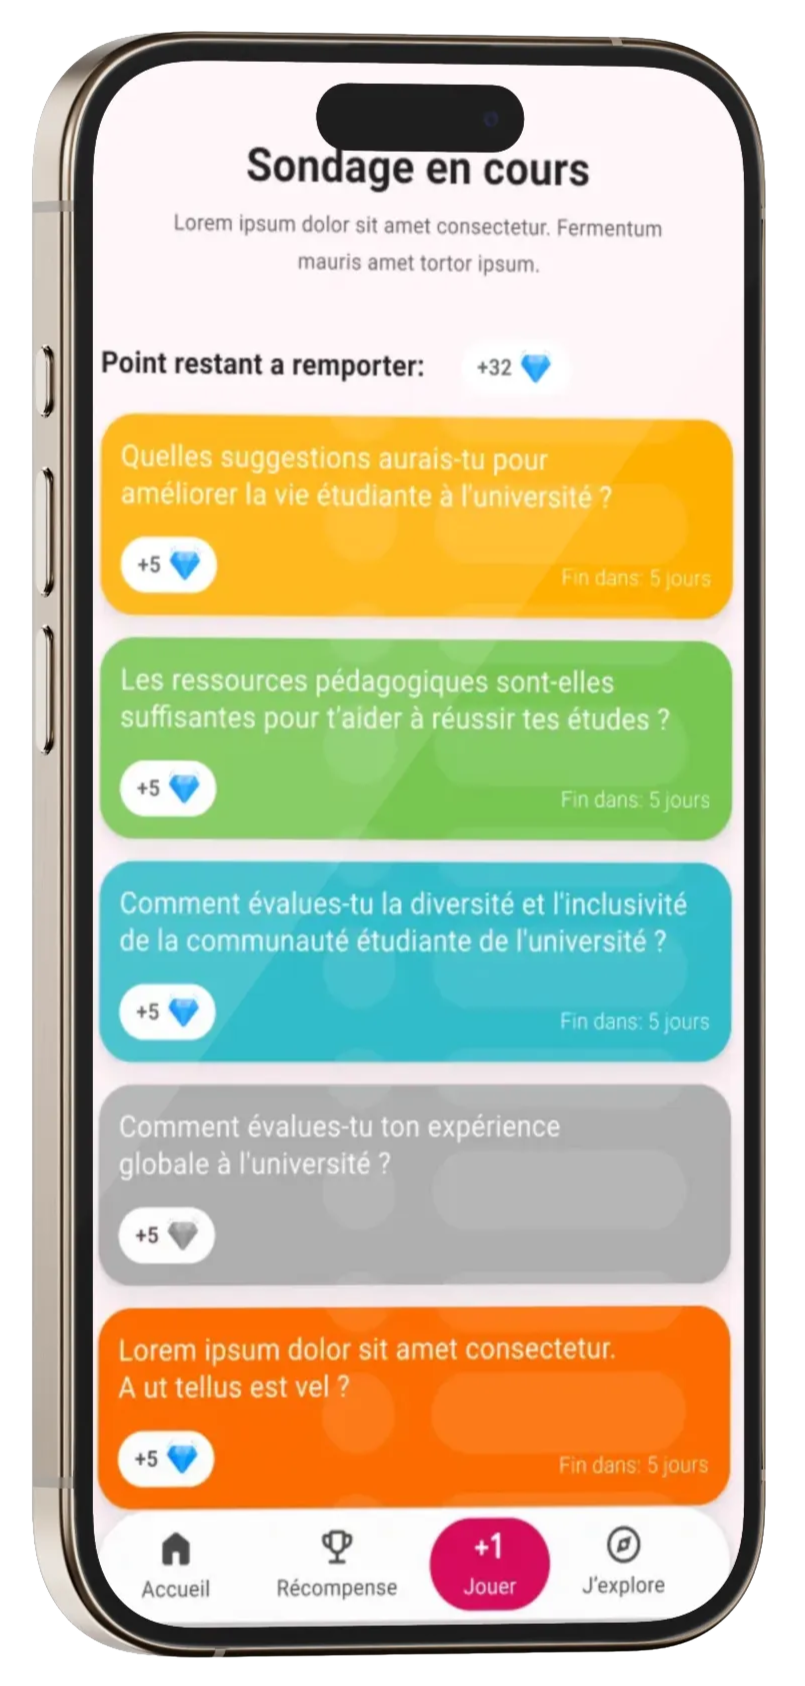 Sondage en cours
Lorem ipsum dolor sit amet consectetur. Fermentum
mauris amet tortor ipsum.
Point restant a remporter:
+32
Quelles suggestions aurais-tu pour
améliorer la vie étudiante à l'université ?
+5
Fin dans: 5 jours
Les ressources pédagogiques sont-elles
suffisantes pour t'aider à réussir tes études ?
+5
Fin dans: 5 jours
Comment évalues-tu la diversité et l'inclusivité
de la communauté étudiante de l'université ?
+5
Fin dans: 5 jours
Comment évalues-tu ton expérience
globale à l'université ?
+5
Lorem ipsum dolor sit amet consectetur.
A ut tellus est vel ?
+5
Fin dans: 5 jours
+1
Accueil
Récompense
Jouer
J'explore